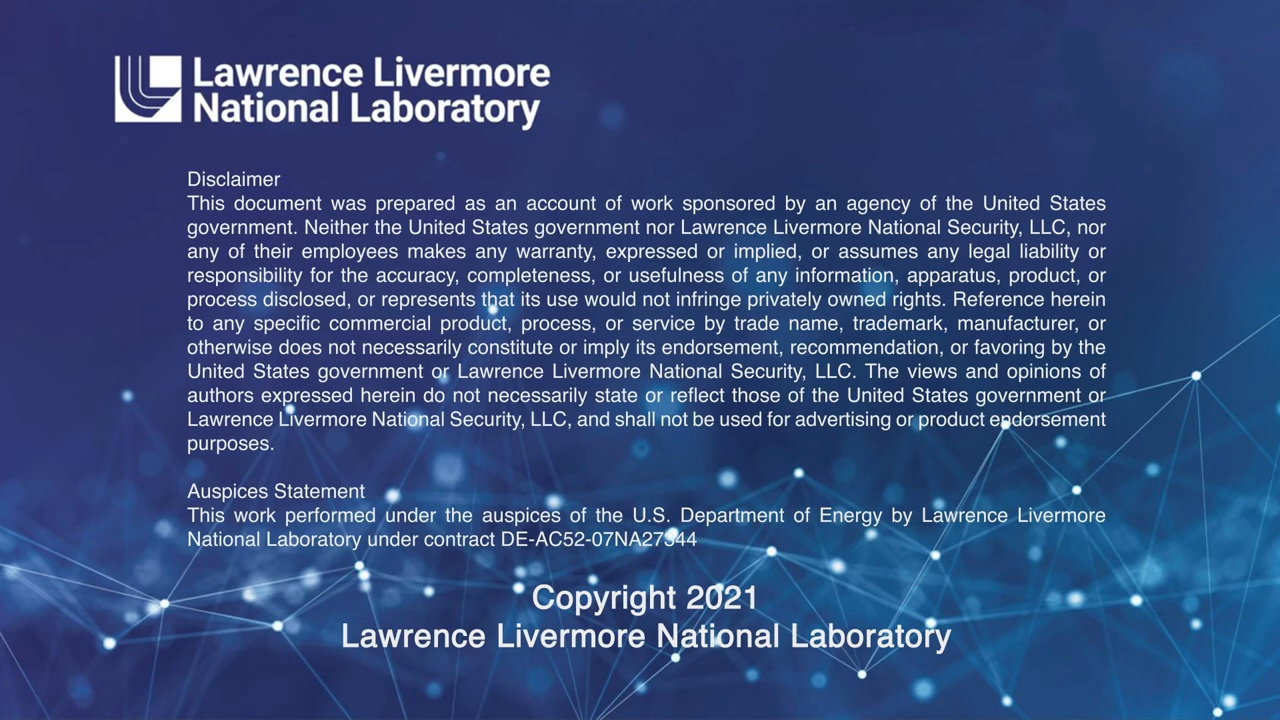 Lawrence Livermore
National Laboratory
Disclaimer
This document was prepared as an account of work sponsored by an agency of the United States
government. Neither the United States government nor Lawrence Livermore National Security, LLC, nor
any of their employees makes any warranty, expressed or implied, or assumes any legal liability or
responsibility for the accuracy, completeness, or usefulness of any information, apparatus, product, or
process disclosed, or represents that its use would not infringe privately owned rights. Reference herein
to any specific commercial product, process, or service by trade name, trademark, manufacturer, or
otherwise does not necessarily constitute or imply its endorsement, recommendation, or favoring by the
United States government or Lawrence Livermore National Security, LLC. The views and opinions of
authors expressed herein do not necessarily state or reflect those of the United States government or
Lawrence Livermore National Security, LLC, and shall not be used for advertising or product endorsement
purposes.
Auspices Statement
This work performed under the auspices of the U.S. Department of Energy by Lawrence Livermore
National Laboratory under contract DE-AC52-07NA27344
Copyright 2021
Lawrence Livermore National Laboratory